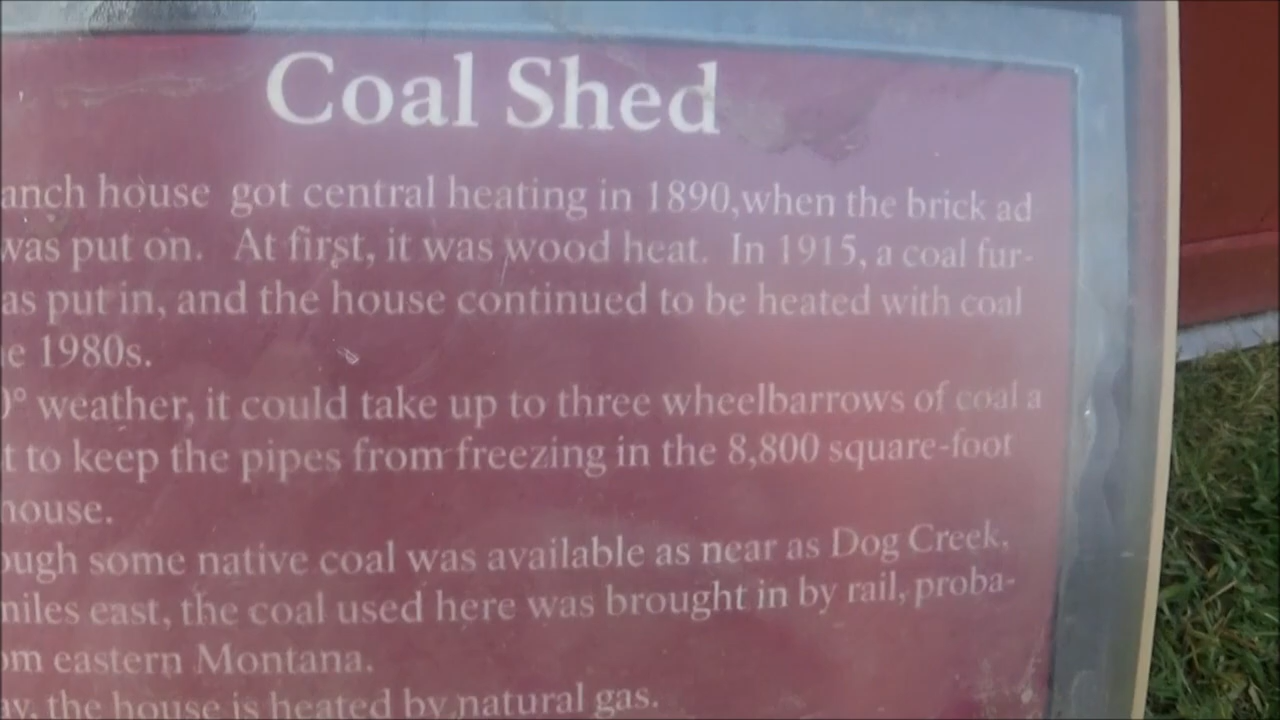 Coal Shed
anch house got central heating in 1890,when the brick ad
was put on. At first, it was wood heat. In 1915, a coal fur-
as put in, and the house continued to be heated with coal
e 1980s.
0° weather, it could take up to three wheelbarrows of coal a
t to keep the pipes from freezing in the 8,800 square-foot
house.
ough some native coal was available as near as Dog Creek,
miles east, the coal used here was brought in by rail, proba-
om eastern Montana.
ay, the house is heated by natural gas.